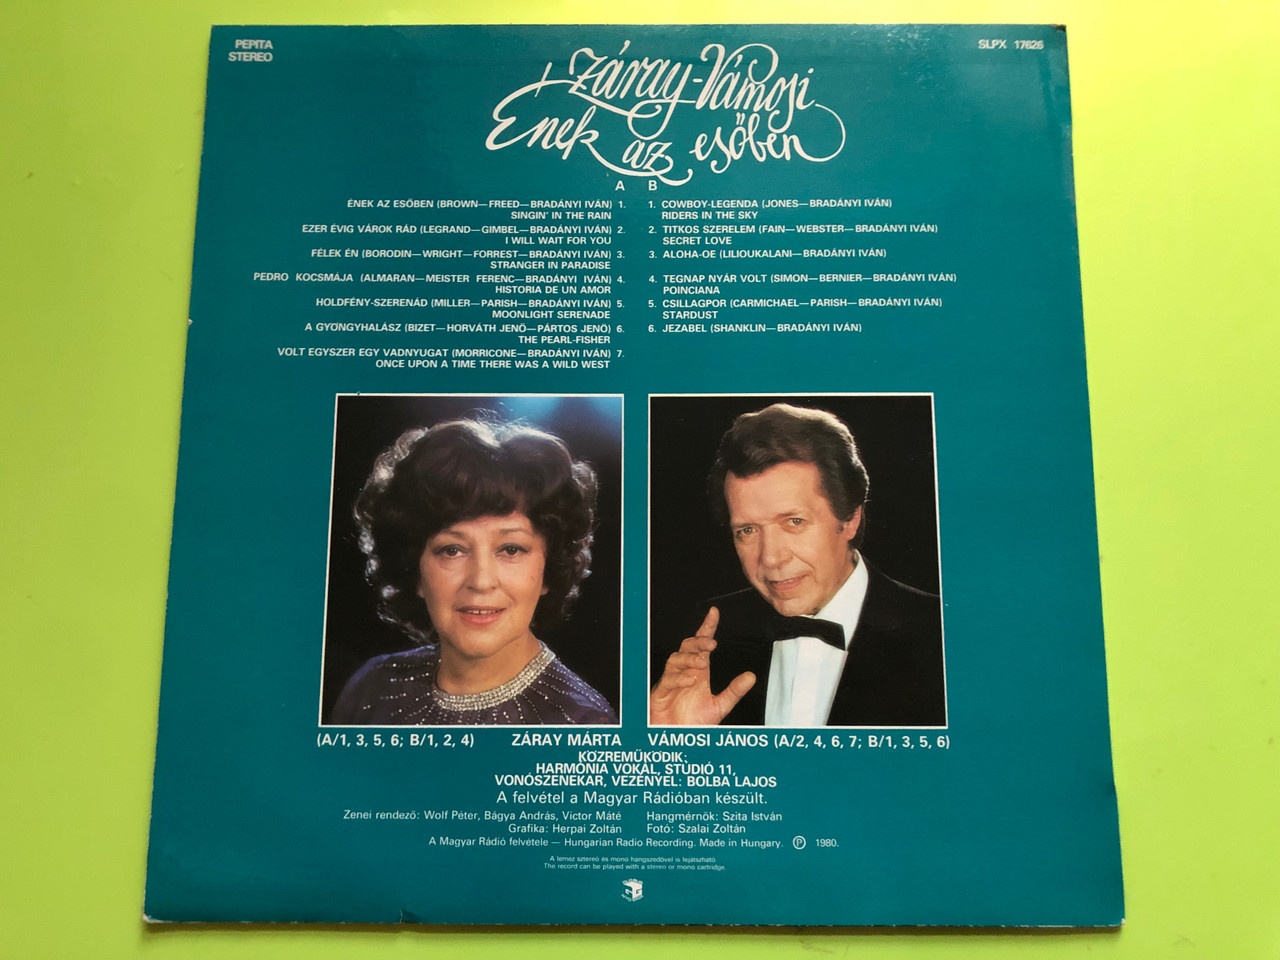 PEPITA
STEREO
SLPX 17626
Záray-Vámosi
Ének az esőben
A B
ÉNEK AZ ESŐBEN (BROWN—FREED—BRADÁNYI IVÁN) 1.
SINGIN' IN THE RAIN
EZER ÉVIG VÁROK RÁD (LEGRAND—GIMBEL—BRADÁNYI IVÁN) 2.
I WILL WAIT FOR YOU
FÉLEK ÉN (BORODIN—WRIGHT—FORREST—BRADÁNYI IVÁN) 3.
STRANGER IN PARADISE
PEDRO KOCSMÁJA (ALMARAN—MEISTER FERENC—BRADÁNYI IVÁN) 4.
HISTORIA DE UN AMOR
HOLDFÉNY-SZERENÁD (MILLER—PARISH—BRADÁNYI IVÁN) 5.
MOONLIGHT SERENADE
A GYÖNGYHALÁSZ (BIZET—HORVÁTH JENŐ—PÁRTOS JENŐ) 6.
THE PEARL-FISHER
VOLT EGYSZER EGY VADNYUGAT (MORRICONE—BRADÁNYI IVÁN) 7.
ONCE UPON A TIME THERE WAS A WILD WEST
1. COWBOY-LEGENDA (JONES—BRADÁNYI IVÁN)
RIDERS IN THE SKY
2. TITKOS SZERELEM (FAIN—WEBSTER—BRADÁNYI IVÁN)
SECRET LOVE
3. ALOHA-OE (LILIOUKALANI—BRADÁNYI IVÁN)
4. TEGNAP NYÁR VOLT (SIMON—BERNIER—BRADÁNYI IVÁN)
POINCIANA
5. CSILLAGPOR (CARMICHAEL—PARISH—BRADÁNYI IVÁN)
STARDUST
6. JEZABEL (SHANKLIN—BRADÁNYI IVÁN)
(A/1, 3, 5, 6; B/1, 2, 4) ZÁRAY MÁRTA
VÁMOSI JÁNOS (A/2, 4, 6, 7; B/1, 3, 5, 6)
KÖZREMŰKÖDIK:
HARMÓNIA VOKÁL, STÚDIÓ 11,
VONÓSZENEKAR, VEZÉNYEL: BOLBA LAJOS
A felvétel a Magyar Rádióban készült.
Zenei rendező: Wolf Péter, Bágya András, Victor Máté Hangmérnök: Szita István
Grafika: Herpai Zoltán Fotó: Szalai Zoltán
A Magyar Rádió felvétele — Hungarian Radio Recording. Made in Hungary. Ⓟ 1980.
A lemez sztereó és mono hangszedővel is lejátszható.
The record can be played with a stereo or mono cartridge.